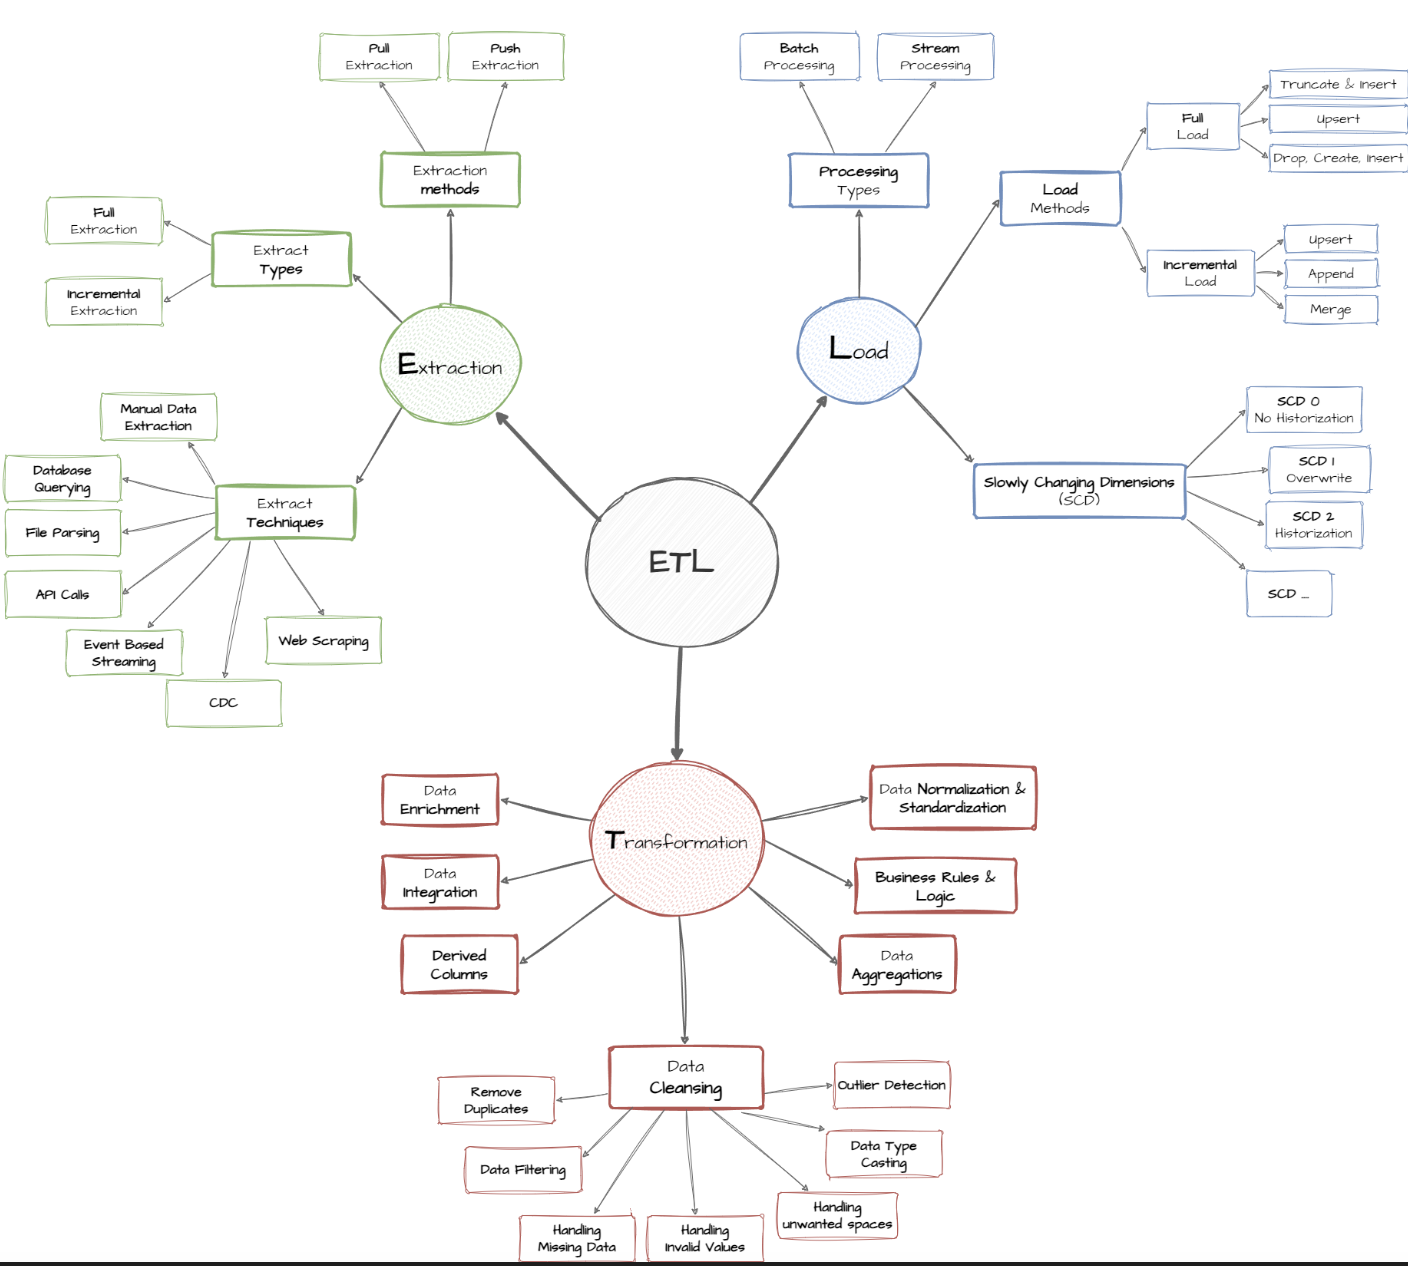 Pull
Extraction
Push
Extraction
Batch
Processing
Stream
Processing
Truncate & Insert
Full
Load
Upsert
Drop, Create, Insert
Extraction
methods
Processing
Types
Load
Methods
Full
Extraction
Extract
Types
Incremental
Extraction
Upsert
Incremental
Load
Append
Merge
Extraction
Load
Manual Data
Extraction
Database
Querying
File Parsing
API Calls
Event Based
Streaming
CDC
Web Scraping
Extract
Techniques
SCD 0
No Historization
SCD 1
Overwrite
SCD 2
Historization
SCD ...
Slowly Changing Dimensions
(SCD)
ETL
Data
Enrichment
Data
Integration
Derived
Columns
Transformation
Data Normalization &
Standardization
Business Rules &
Logic
Data
Aggregations
Data
Cleansing
Remove
Duplicates
Outlier Detection
Data Filtering
Data Type
Casting
Handling
Missing Data
Handling
Invalid Values
Handling
unwanted spaces